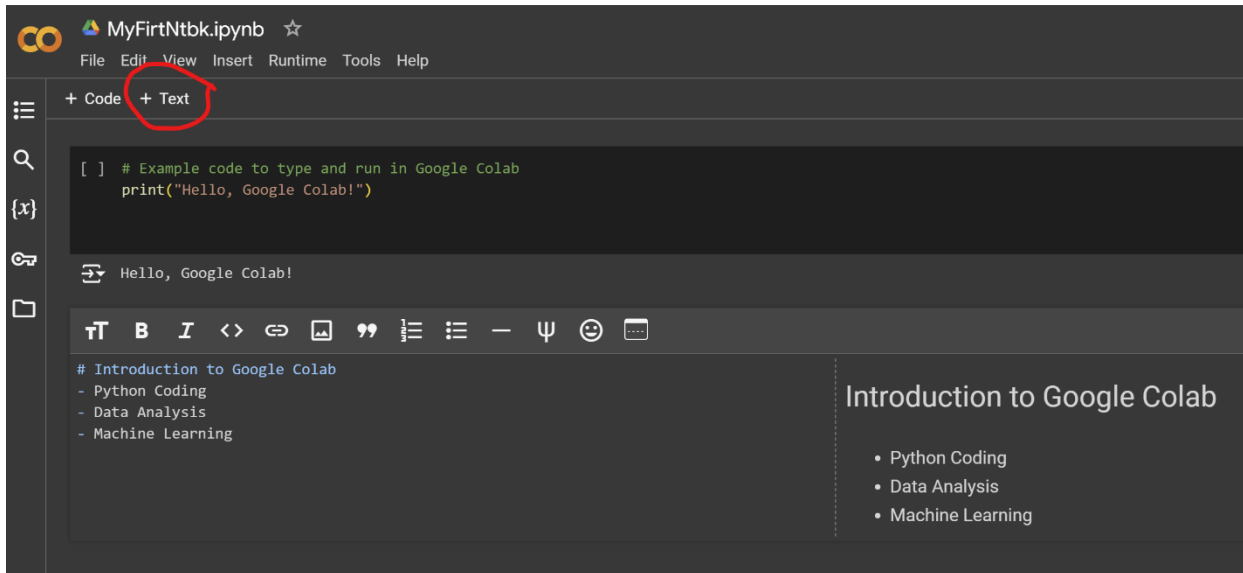 CO MyFirtNtbk.ipynb
File Edit View Insert Runtime Tools Help
+ Code + Text
[ ] # Example code to type and run in Google Colab
print("Hello, Google Colab!")
{x}
Hello, Google Colab!
TT B I <> ” Ψ
# Introduction to Google Colab
- Python Coding
- Data Analysis
- Machine Learning
Introduction to Google Colab
• Python Coding
• Data Analysis
• Machine Learning